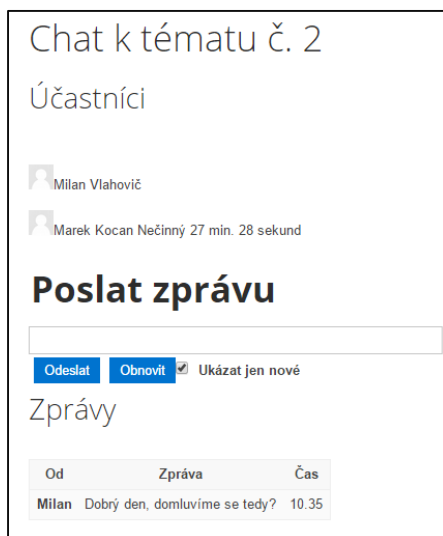 Chat k tématu č. 2
Účastníci
Milan Vlahovič
Marek Kocan Nečinný 27 min. 28 sekund
Poslat zprávu
Odeslat Obnovit Ukázat jen nové
Zprávy
Od Zpráva Čas
Milan Dobrý den, domluvíme se tedy? 10.35